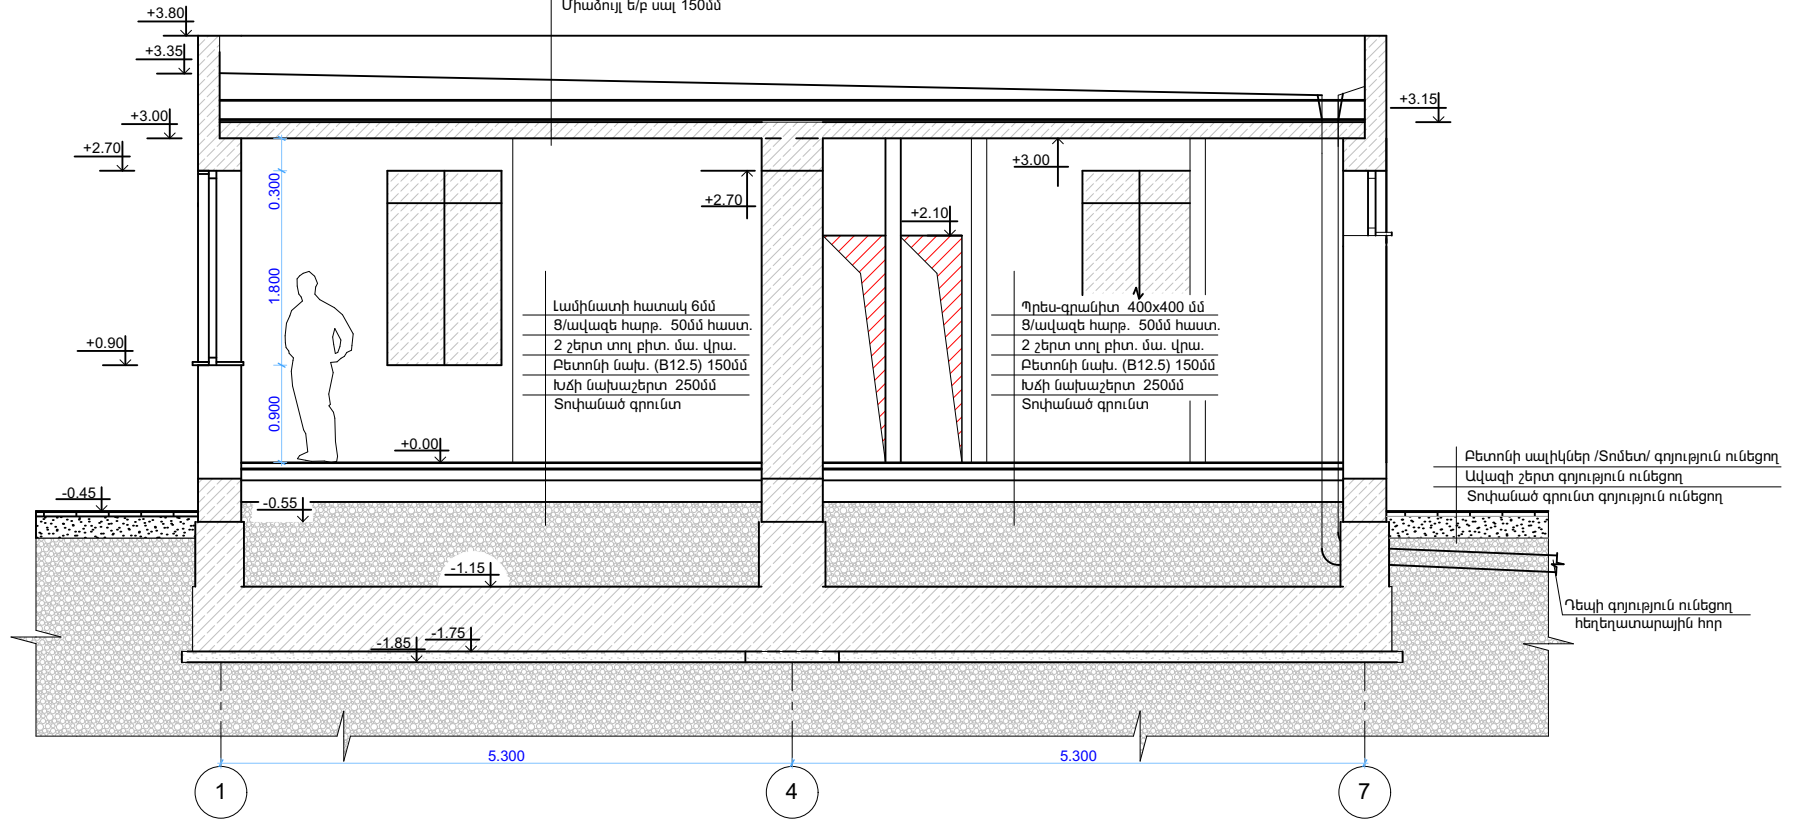 Միաձույլ ե/բ սալ 150մմ
+3.80
+3.35
+3.00
+2.70
+0.90
-0.45
0.300
1.800
0.900
+0.00
-0.55
-1.15
-1.75
-1.85
+2.70
+2.10
+3.00
+3.15
Լամինատի հատակ 6մմ
Ց/ավազե հարթ. 50մմ հաստ.
2 շերտ տոլ բիտ. մա. վրա.
Բետոնի նախ. (B12.5) 150մմ
Խճի նախաշերտ 250մմ
Տոփանած գրունտ
Պրես-գրանիտ 400x400 մմ
Ց/ավազե հարթ. 50մմ հաստ.
2 շերտ տոլ բիտ. մա. վրա.
Բետոնի նախ. (B12.5) 150մմ
Խճի նախաշերտ 250մմ
Տոփանած գրունտ
Բետոնի սալիկներ /Տոմետ/ գոյություն ունեցող
Ավազի շերտ գոյություն ունեցող
Տոփանած գրունտ գոյություն ունեցող
Դեպի գոյություն ունեցող
հեղեղատարային հոր
5.300
5.300
1
4
7